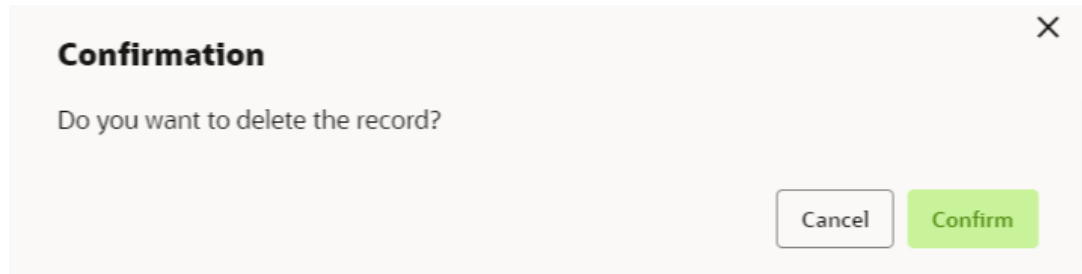 Confirmation
Do you want to delete the record?
Cancel
Confirm